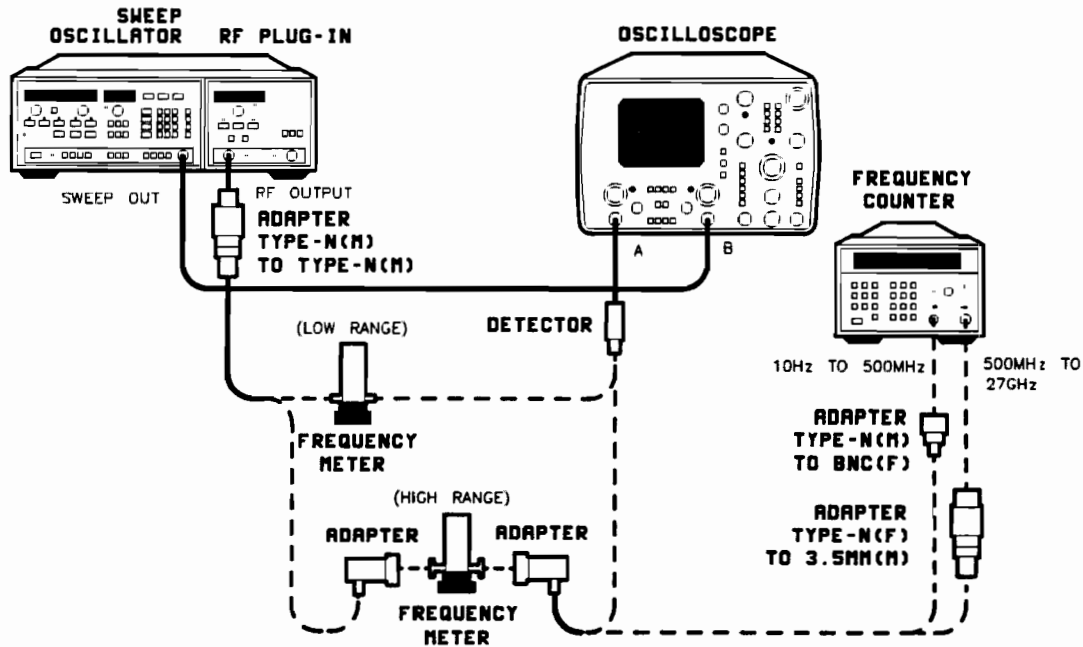 SWEEP
OSCILLATOR
RF PLUG-IN
OSCILLOSCOPE
SWEEP OUT
RF OUTPUT
ADAPTER
TYPE-N(M)
TO TYPE-N(M)
A
B
FREQUENCY
COUNTER
(LOW RANGE)
DETECTOR
10Hz TO 500MHz
500MHz TO
27GHz
FREQUENCY
METER
ADAPTER
TYPE-N(M)
TO BNC(F)
(HIGH RANGE)
ADAPTER
ADAPTER
ADAPTER
TYPE-N(F)
TO 3.5MM(M)
FREQUENCY
METER